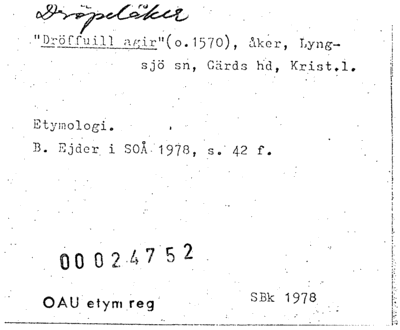 Dröpelåker
"Dröffuill agir"(o.1570), åker, Lyng-
sjö sn, Gärds hd, Krist.l.
Etymologi.
B. Ejder i SOÅ 1978, s. 42 f.
00024752
OAU etym reg
SBk 1978